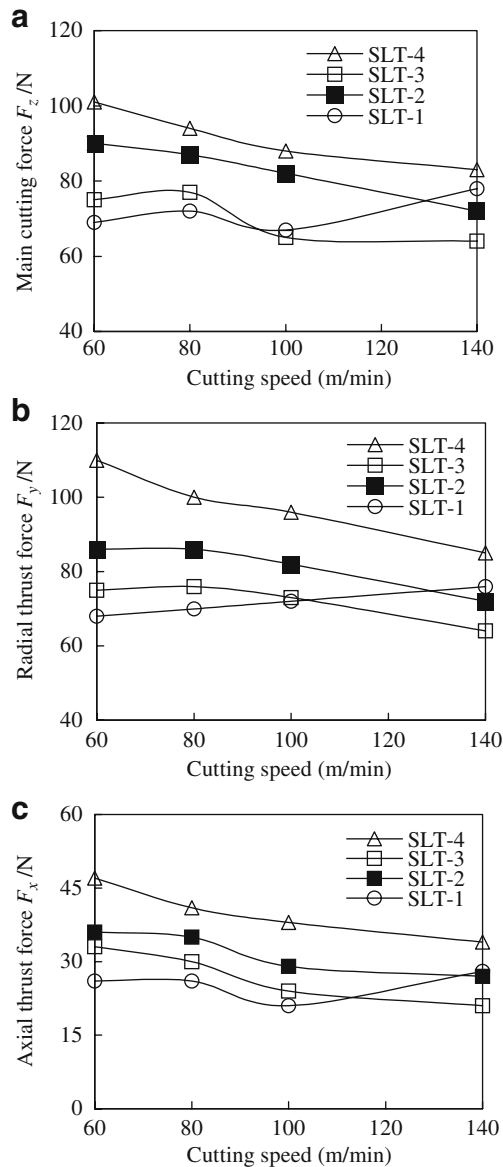 a
120
100
80
60
40
Main cutting force Fz /N
SLT-4
SLT-3
SLT-2
SLT-1
60 80 100 120 140
Cutting speed (m/min)
b
120
100
80
60
40
Radial thrust force Fy /N
SLT-4
SLT-3
SLT-2
SLT-1
60 80 100 120 140
Cutting speed (m/min)
c
60
45
30
15
0
Axial thrust force Fx /N
SLT-4
SLT-3
SLT-2
SLT-1
60 80 100 120 140
Cutting speed (m/min)